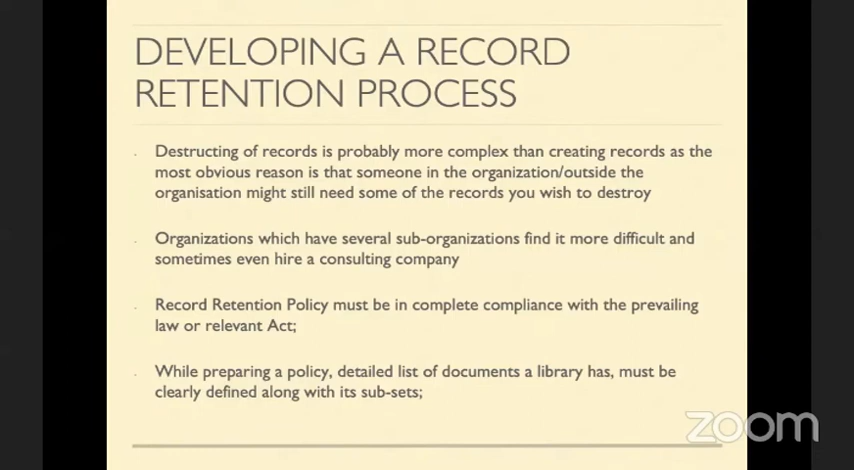 DEVELOPING A RECORD
RETENTION PROCESS
Destructing of records is probably more complex than creating records as the
most obvious reason is that someone in the organization/outside the
organisation might still need some of the records you wish to destroy
Organizations which have several sub-organizations find it more difficult and
sometimes even hire a consulting company
Record Retention Policy must be in complete compliance with the prevailing
law or relevant Act;
While preparing a policy, detailed list of documents a library has, must be
clearly defined along with its sub-sets;
zoom